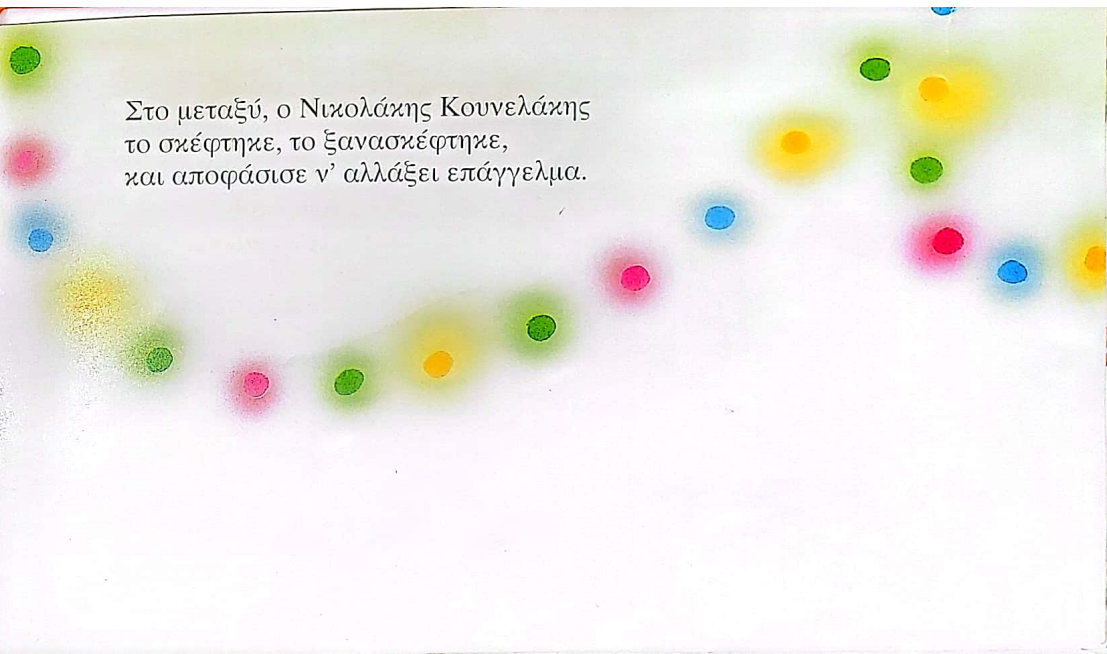 Στο μεταξύ, ο Νικολάκης Κουνελάκης
το σκέφτηκε, το ξανασκέφτηκε,
και αποφάσισε ν’ αλλάξει επάγγελμα.